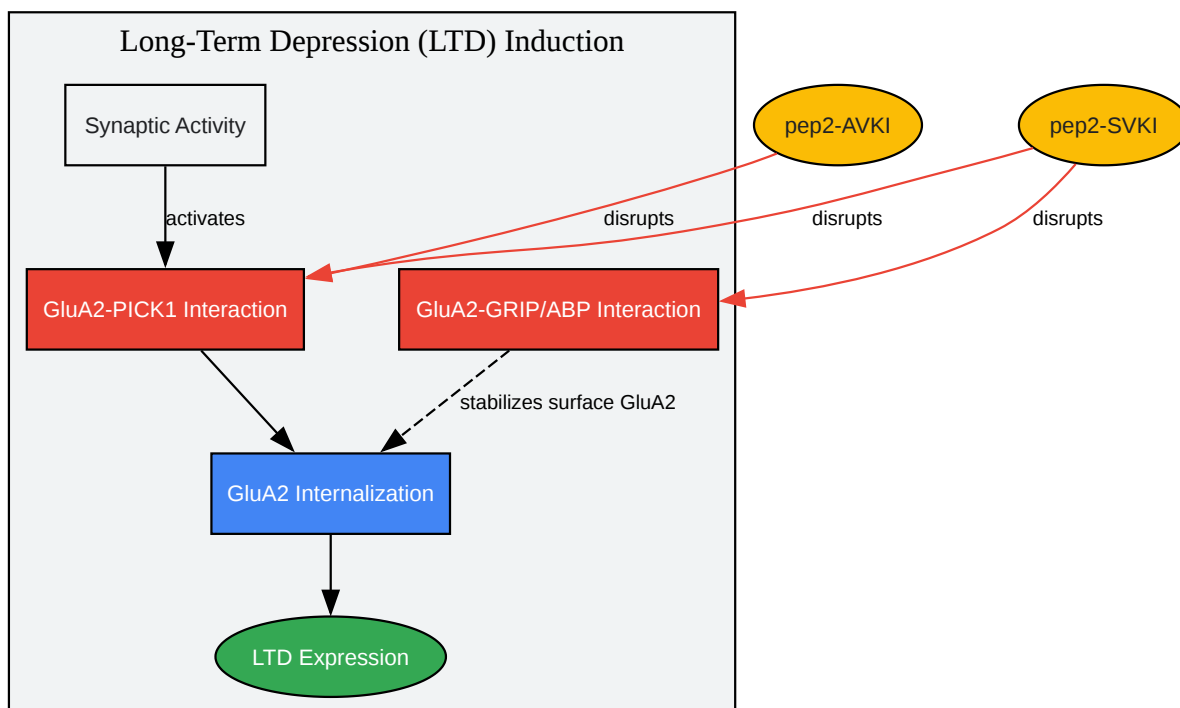 Long-Term Depression (LTD) Induction
Synaptic Activity
pep2-AVKI
pep2-SVKI
activates
disrupts
disrupts
disrupts
GluA2-PICK1 Interaction
GluA2-GRIP/ABP Interaction
stabilizes surface GluA2
GluA2 Internalization
LTD Expression